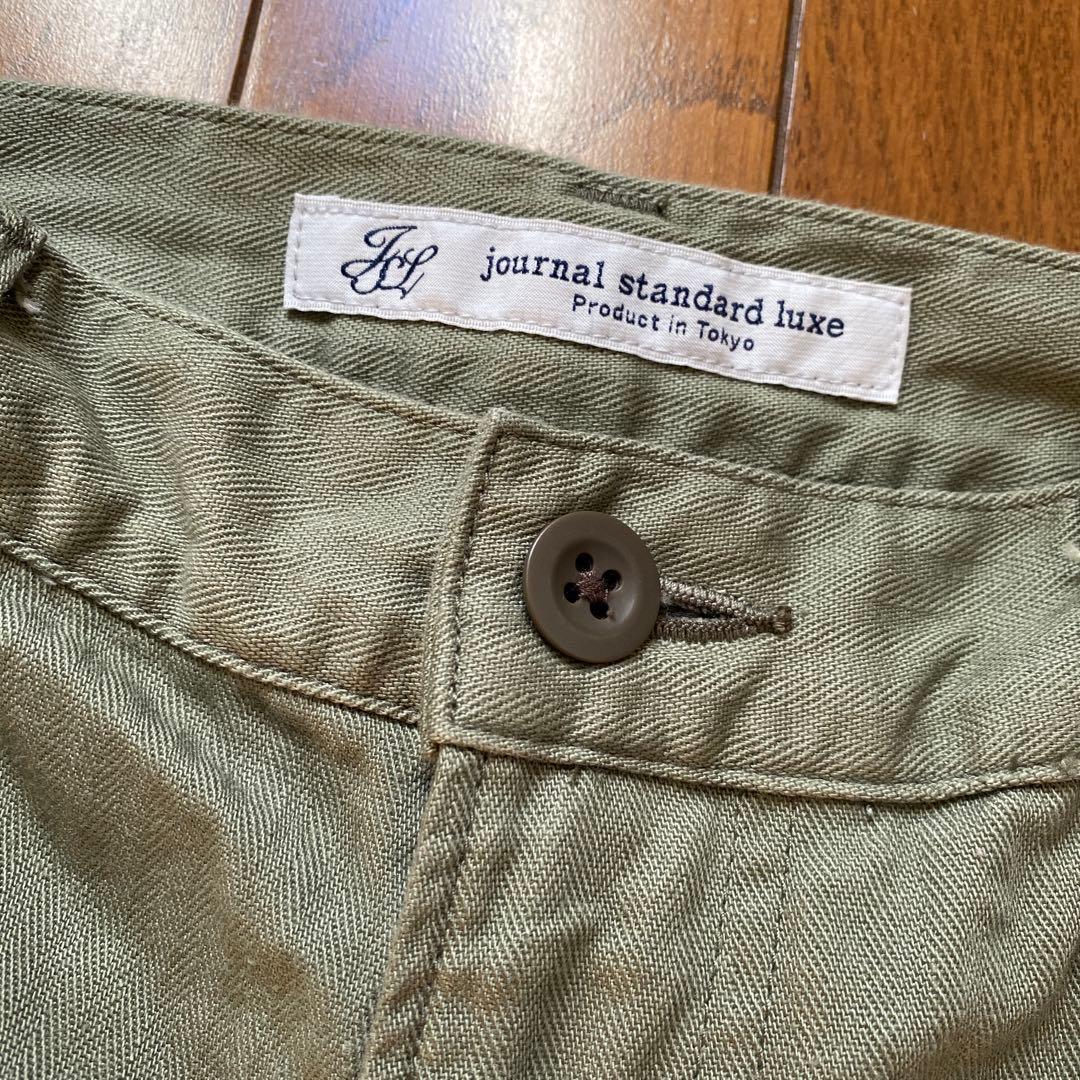 JSL
journal standard luxe
Product in Tokyo